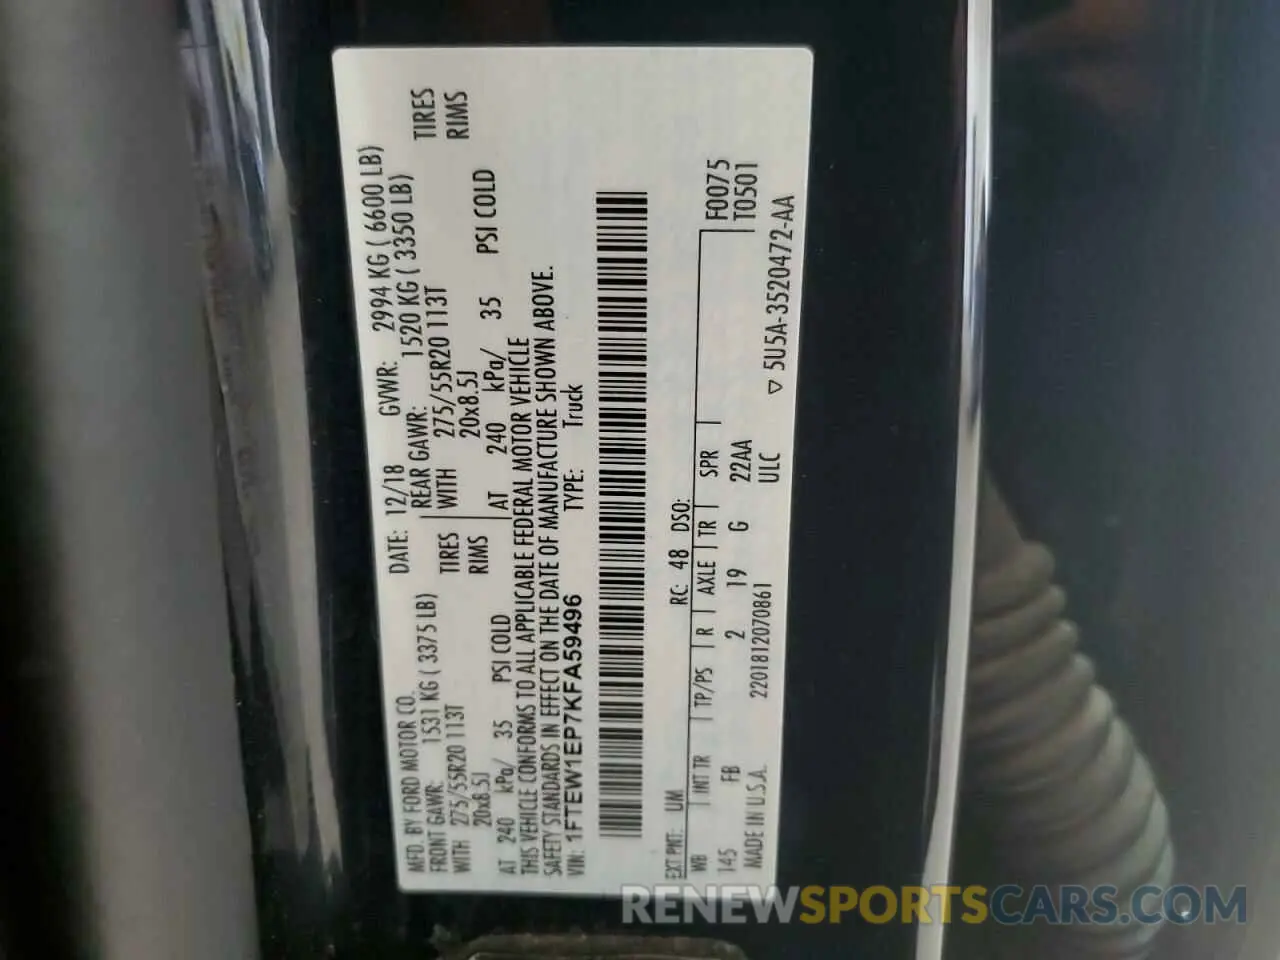 MFD. BY FORD MOTOR CO.
DATE: 12/18 GVWR: 2994 KG ( 6600 LB)
FRONT GAWR: 1531 KG ( 3375 LB)
REAR GAWR: 1520 KG ( 3350 LB)
WITH 275/55R20 113T TIRES
WITH 275/55R20 113T TIRES
20x8.5J RIMS
20x8.5J RIMS
AT 240 kPa/ 35 PSI COLD
AT 240 kPa/ 35 PSI COLD
THIS VEHICLE CONFORMS TO ALL APPLICABLE FEDERAL MOTOR VEHICLE
SAFETY STANDARDS IN EFFECT ON THE DATE OF MANUFACTURE SHOWN ABOVE.
VIN: 1FTEW1EP7KFA59496 TYPE: Truck
EXT PNT: UM RC: 48 DSO:
WB INT TR TP/PS R AXLE TR SPR F0075
145 FB 2 19 G 22AA T0501
MADE IN U.S.A. 2201812070861 ULC
▽ 5U5A-3520472-AA
RENEWSPORTSCARS.COM